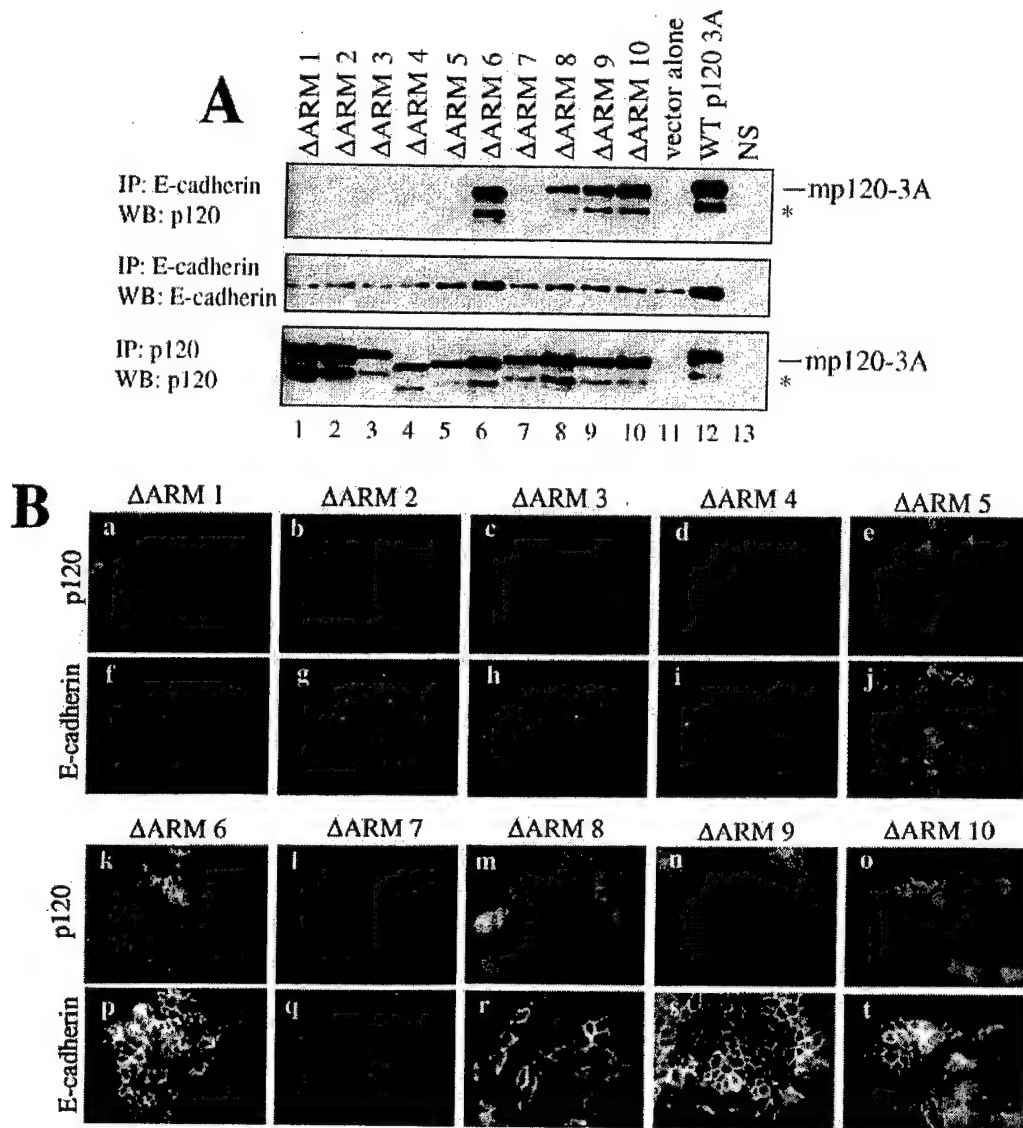 A
ΔARM 1
ΔARM 2
ΔARM 3
ΔARM 4
ΔARM 5
ΔARM 6
ΔARM 7
ΔARM 8
ΔARM 9
ΔARM 10
vector alone
WT p120 3A
NS
IP: E-cadherin
WB: p120
mp120-3A
*
IP: E-cadherin
WB: E-cadherin
IP: p120
WB: p120
mp120-3A
*
1 2 3 4 5 6 7 8 9 10 11 12 13
B
ΔARM 1 ΔARM 2 ΔARM 3 ΔARM 4 ΔARM 5
p120
a b c d e
E-cadherin
f g h i j
ΔARM 6 ΔARM 7 ΔARM 8 ΔARM 9 ΔARM 10
p120
k l m n o
E-cadherin
p q r s t